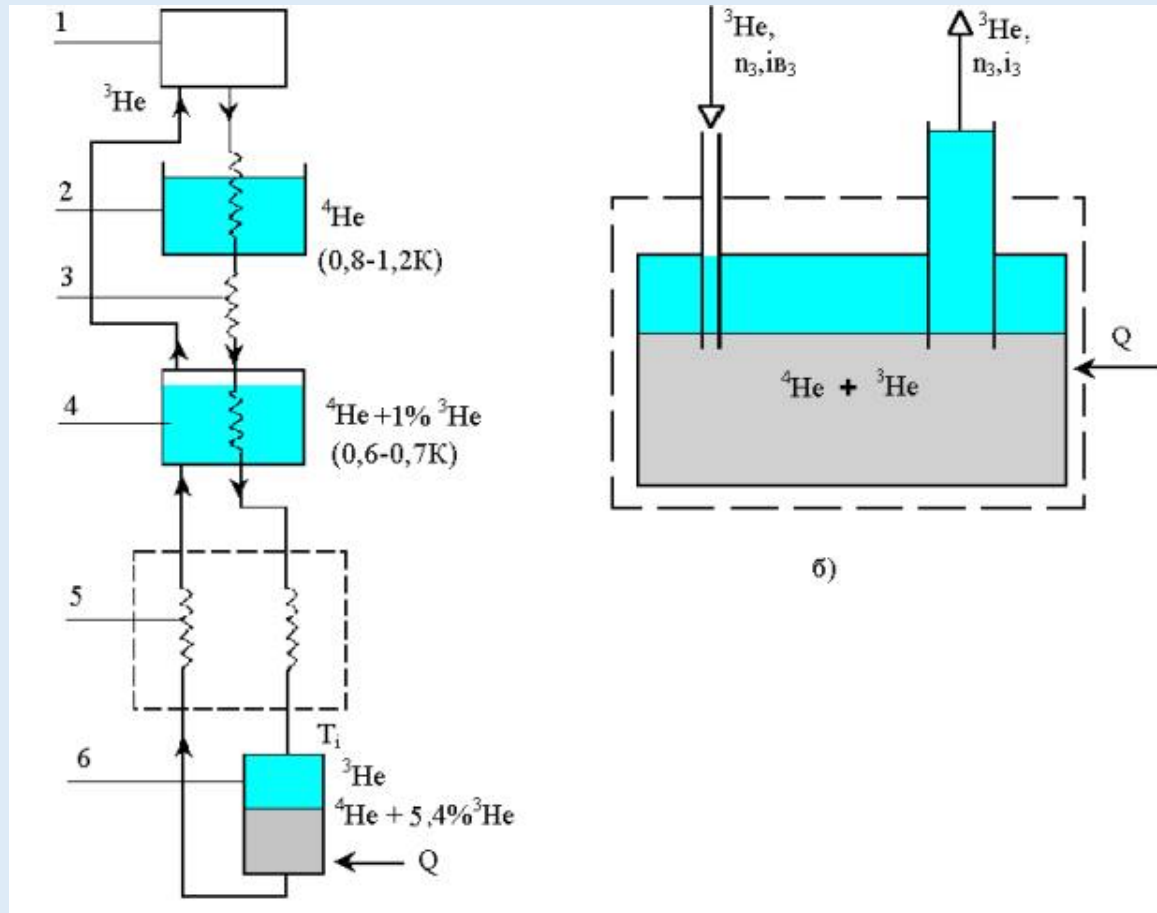 1
³He
2
⁴He
(0,8-1,2K)
3
4
⁴He +1% ³He
(0,6-0,7K)
5
Tᵢ
6
³He
⁴He + 5,4%³He
Q
³He,
n₃,iв₃
³He,
n₃,i₃
Q
⁴He + ³He
б)